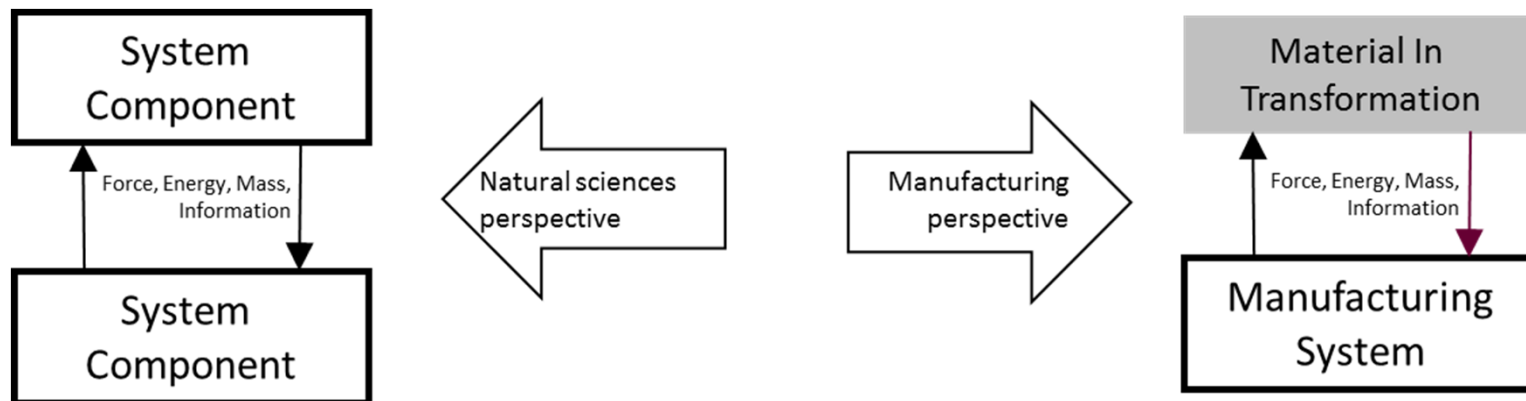 System
Component
Force, Energy, Mass,
Information
System
Component
Natural sciences
perspective
Manufacturing
perspective
Material In
Transformation
Force, Energy, Mass,
Information
Manufacturing
System